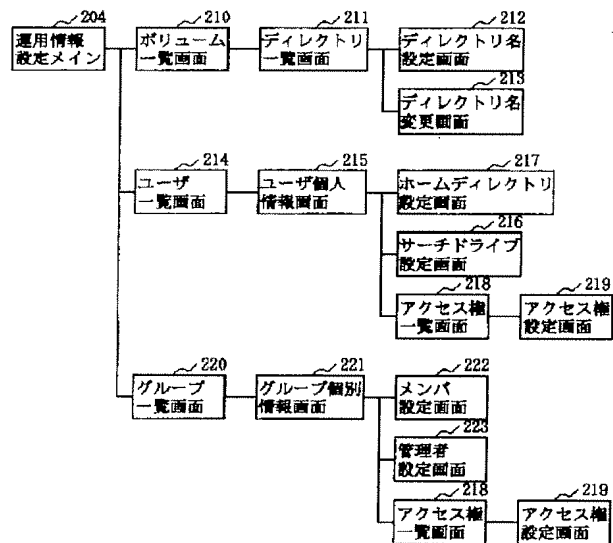 204
運用情報
設定メイン
210
ボリューム
一覧画面
211
ディレクトリ
一覧画面
212
ディレクトリ名
設定画面
213
ディレクトリ名
変更画面
214
ユーザ
一覧画面
215
ユーザ個人
情報画面
217
ホームディレクトリ
設定画面
216
サーチドライブ
設定画面
218
アクセス権
一覧画面
219
アクセス権
設定画面
220
グループ
一覧画面
221
グループ個別
情報画面
222
メンバ
設定画面
223
管理者
設定画面
218
アクセス権
一覧画面
219
アクセス権
設定画面